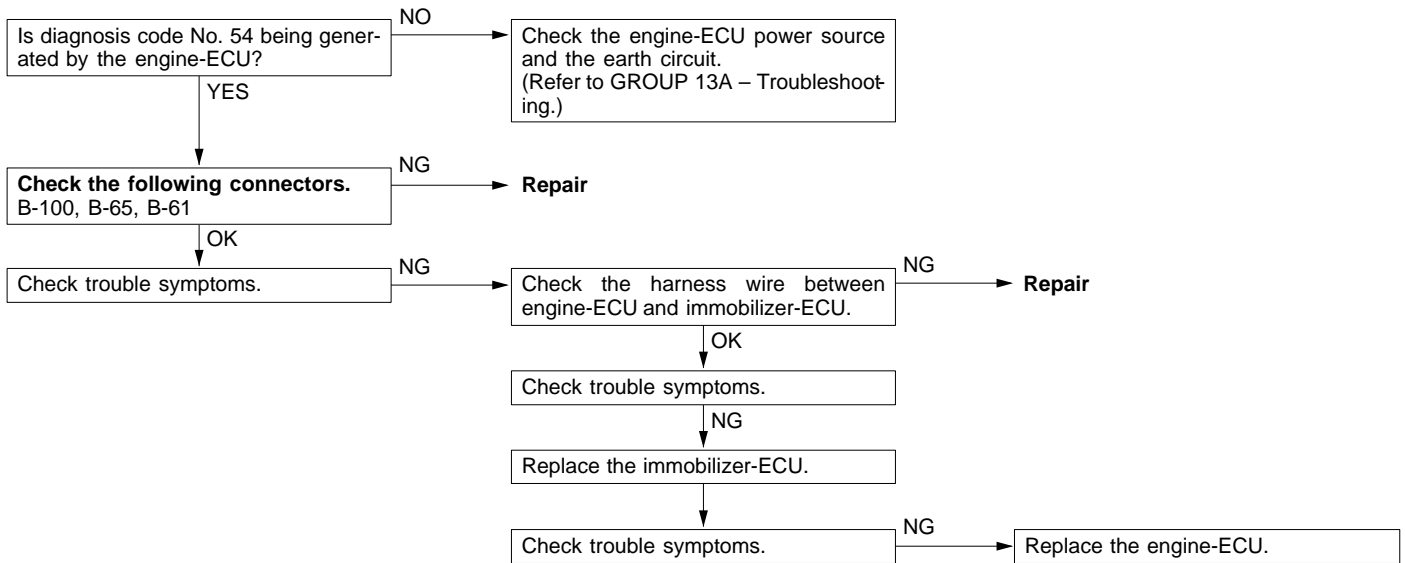 Is diagnosis code No. 54 being gener-
ated by the engine-ECU?
NO
Check the engine-ECU power source
and the earth circuit.
(Refer to GROUP 13A – Troubleshoot-
ing.)
YES
Check the following connectors.
B-100, B-65, B-61
NG
Repair
OK
Check trouble symptoms.
NG
Check the harness wire between
engine-ECU and immobilizer-ECU.
NG
Repair
OK
Check trouble symptoms.
NG
Replace the immobilizer-ECU.
Check trouble symptoms.
NG
Replace the engine-ECU.